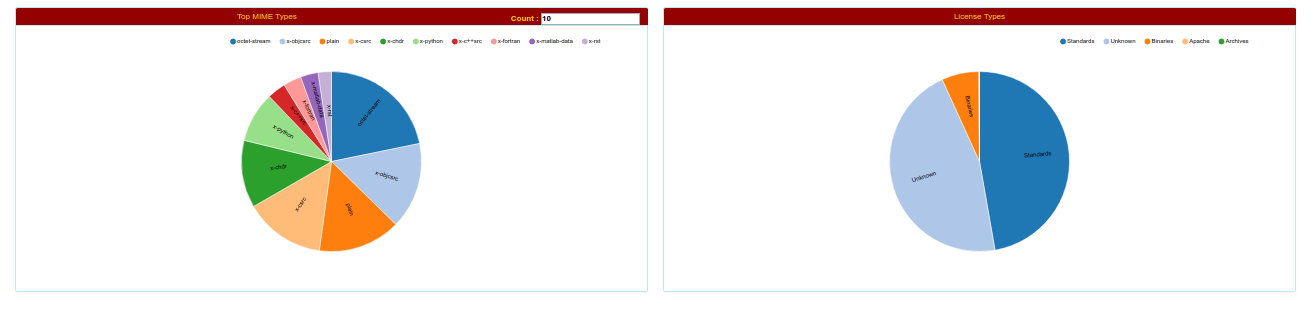 Top MIME Types
Count : 10
octet-stream x-objcsrc plain x-csrc x-chdr x-python x-c++src x-fortran x-matlab-data x-rst
octet-stream
x-objcsrc
plain
x-csrc
x-chdr
x-python
x-c++src
x-fortran
x-matlab-data
x-rst
License Types
Standards Unknown Binaries Apache Archives
Standards
Unknown
Binaries